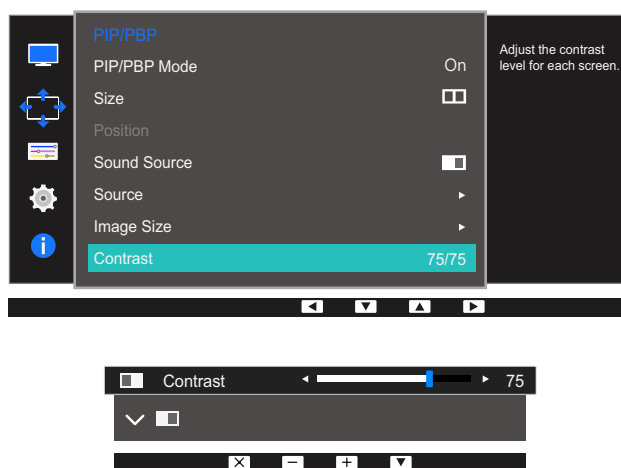 PIP/PBP
PIP/PBP Mode On
Size
Position
Sound Source
Source
Image Size
Contrast 75/75
Adjust the contrast
level for each screen.
Contrast 75